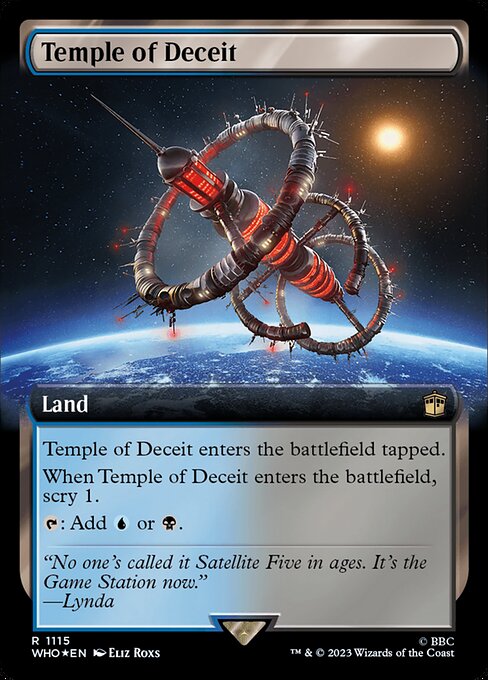 Temple of Deceit
Land
Temple of Deceit enters the battlefield tapped.
When Temple of Deceit enters the battlefield,
scry 1.
: Add or .
“No one’s called it Satellite Five in ages. It’s the
Game Station now.”
—Lynda
R 1115
WHO★EN Eliz Roxs
© BBC
™ & © 2023 Wizards of the Coast